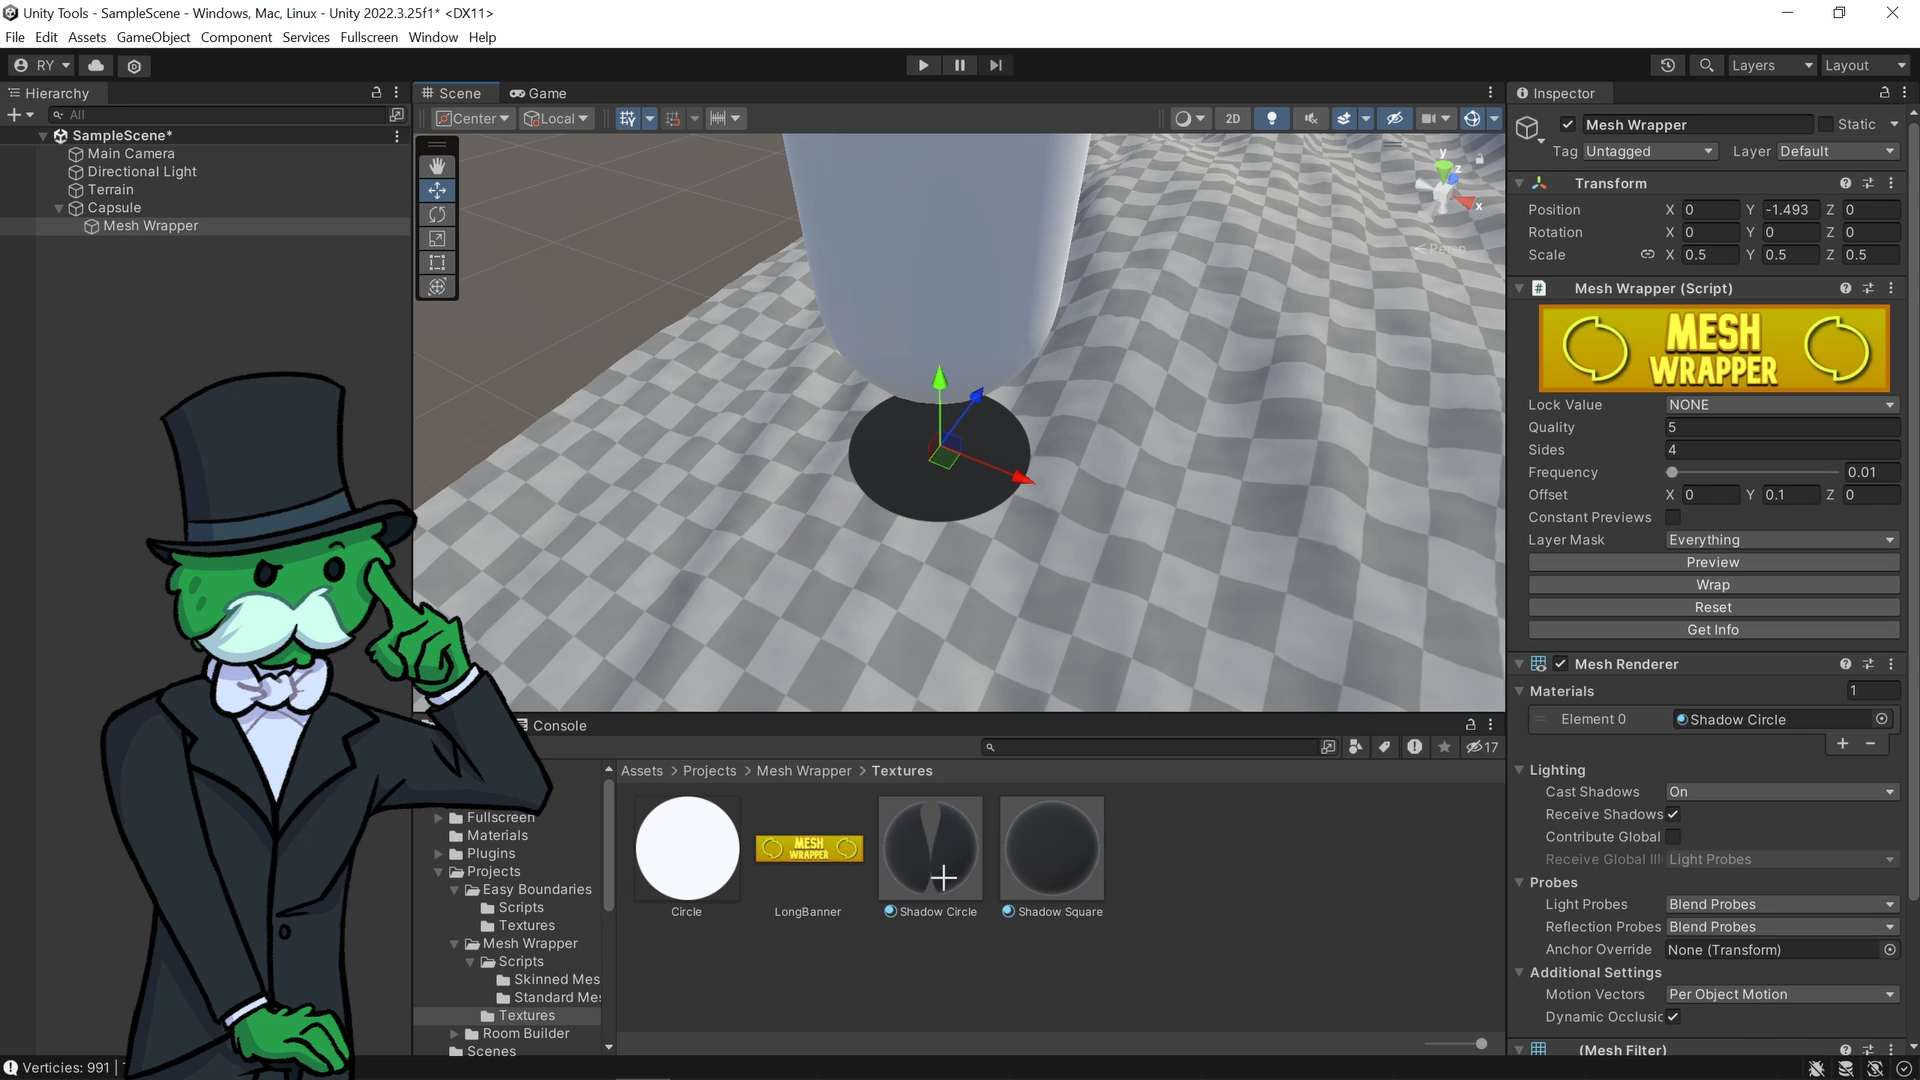 Unity Tools - SampleScene - Windows, Mac, Linux - Unity 2022.3.25f1* <DX11>
File Edit Assets GameObject Component Services Fullscreen Window Help
RY
Layers
Layout
Hierarchy
All
SampleScene*
Main Camera
Directional Light
Terrain
Capsule
Mesh Wrapper
Scene
Game
Center
Local
2D
y
z
x
< Persp
Inspector
Mesh Wrapper
Static
Tag Untagged Layer Default
Transform
Position X 0 Y -1.493 Z 0
Rotation X 0 Y 0 Z 0
Scale X 0.5 Y 0.5 Z 0.5
Mesh Wrapper (Script)
MESH
WRAPPER
Lock Value NONE
Quality 5
Sides 4
Frequency 0.01
Offset X 0 Y 0.1 Z 0
Constant Previews
Layer Mask Everything
Preview
Wrap
Reset
Get Info
Mesh Renderer
Materials 1
Element 0 Shadow Circle
+ -
Lighting
Cast Shadows On
Receive Shadows
Contribute Global
Receive Global Ill Light Probes
Probes
Light Probes Blend Probes
Reflection Probes Blend Probes
Anchor Override None (Transform)
Additional Settings
Motion Vectors Per Object Motion
Dynamic Occlusic
(Mesh Filter)
Console
17
Assets > Projects > Mesh Wrapper > Textures
Fullscreen
Materials
Plugins
Projects
Easy Boundaries
Scripts
Textures
Mesh Wrapper
Scripts
Skinned Mes
Standard Mes
Textures
Room Builder
Scenes
MESH
WRAPPER
Circle
LongBanner
Shadow Circle
Shadow Square
Verticies: 991 |